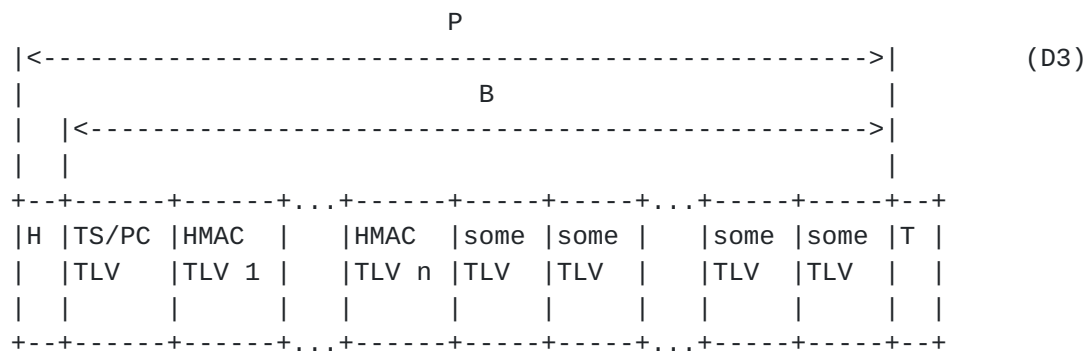 P
|<----------------------------------------------------->|        (D3)
|                             B                         |
|  |<-------------------------------------------------->|
|  |                                                    |
+--+------+------+...+------+-----+-----+...+-----+-----+--+
|H |TS/PC |HMAC  |   |HMAC  |some |some |   |some |some |T |
|  |TLV   |TLV 1 |   |TLV n |TLV  |TLV  |   |TLV  |TLV  |  |
|  |      |      |   |      |     |     |   |     |     |  |
+--+------+------+...+------+-----+-----+...+-----+-----+--+